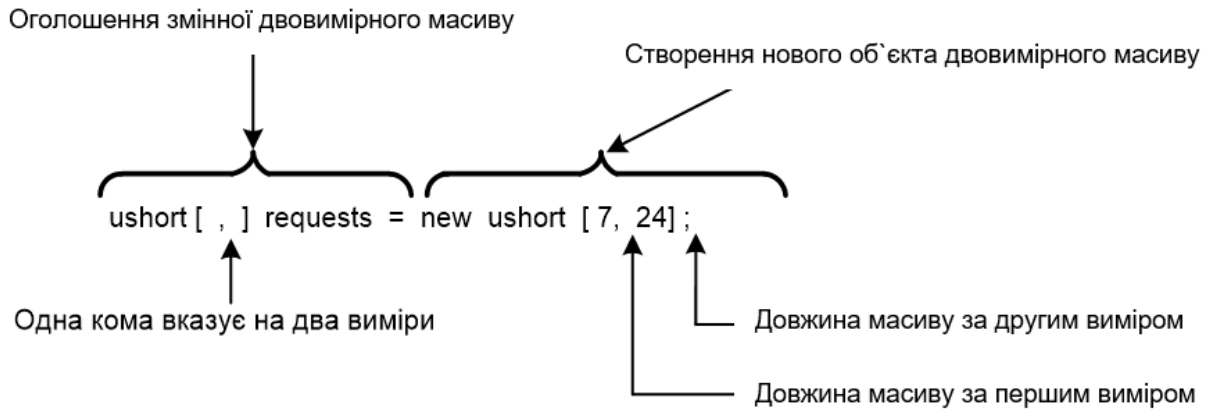 Оголошення змінної двовимірного масиву
Створення нового об`єкта двовимірного масиву
ushort [ , ] requests = new ushort [ 7, 24] ;
Одна кома вказує на два виміри
Довжина масиву за другим виміром
Довжина масиву за першим виміром